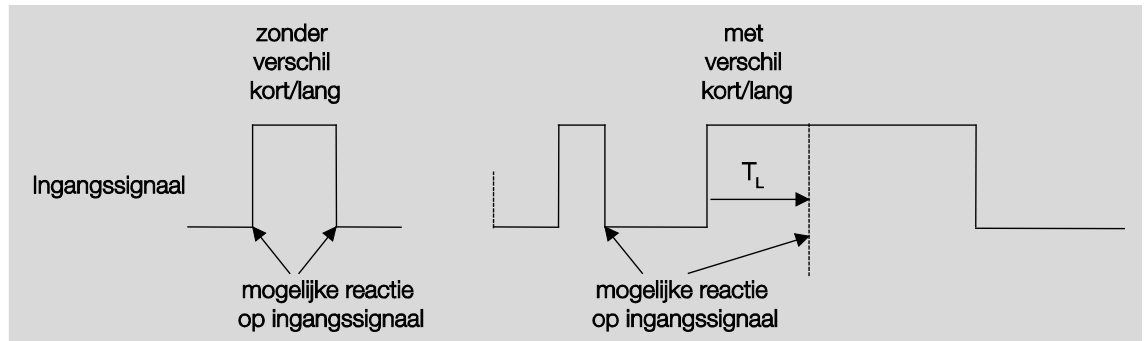 zonder
verschil
kort/lang
met
verschil
kort/lang
Ingangssignaal
TL
mogelijke reactie
op ingangssignaal
mogelijke reactie
op ingangssignaal